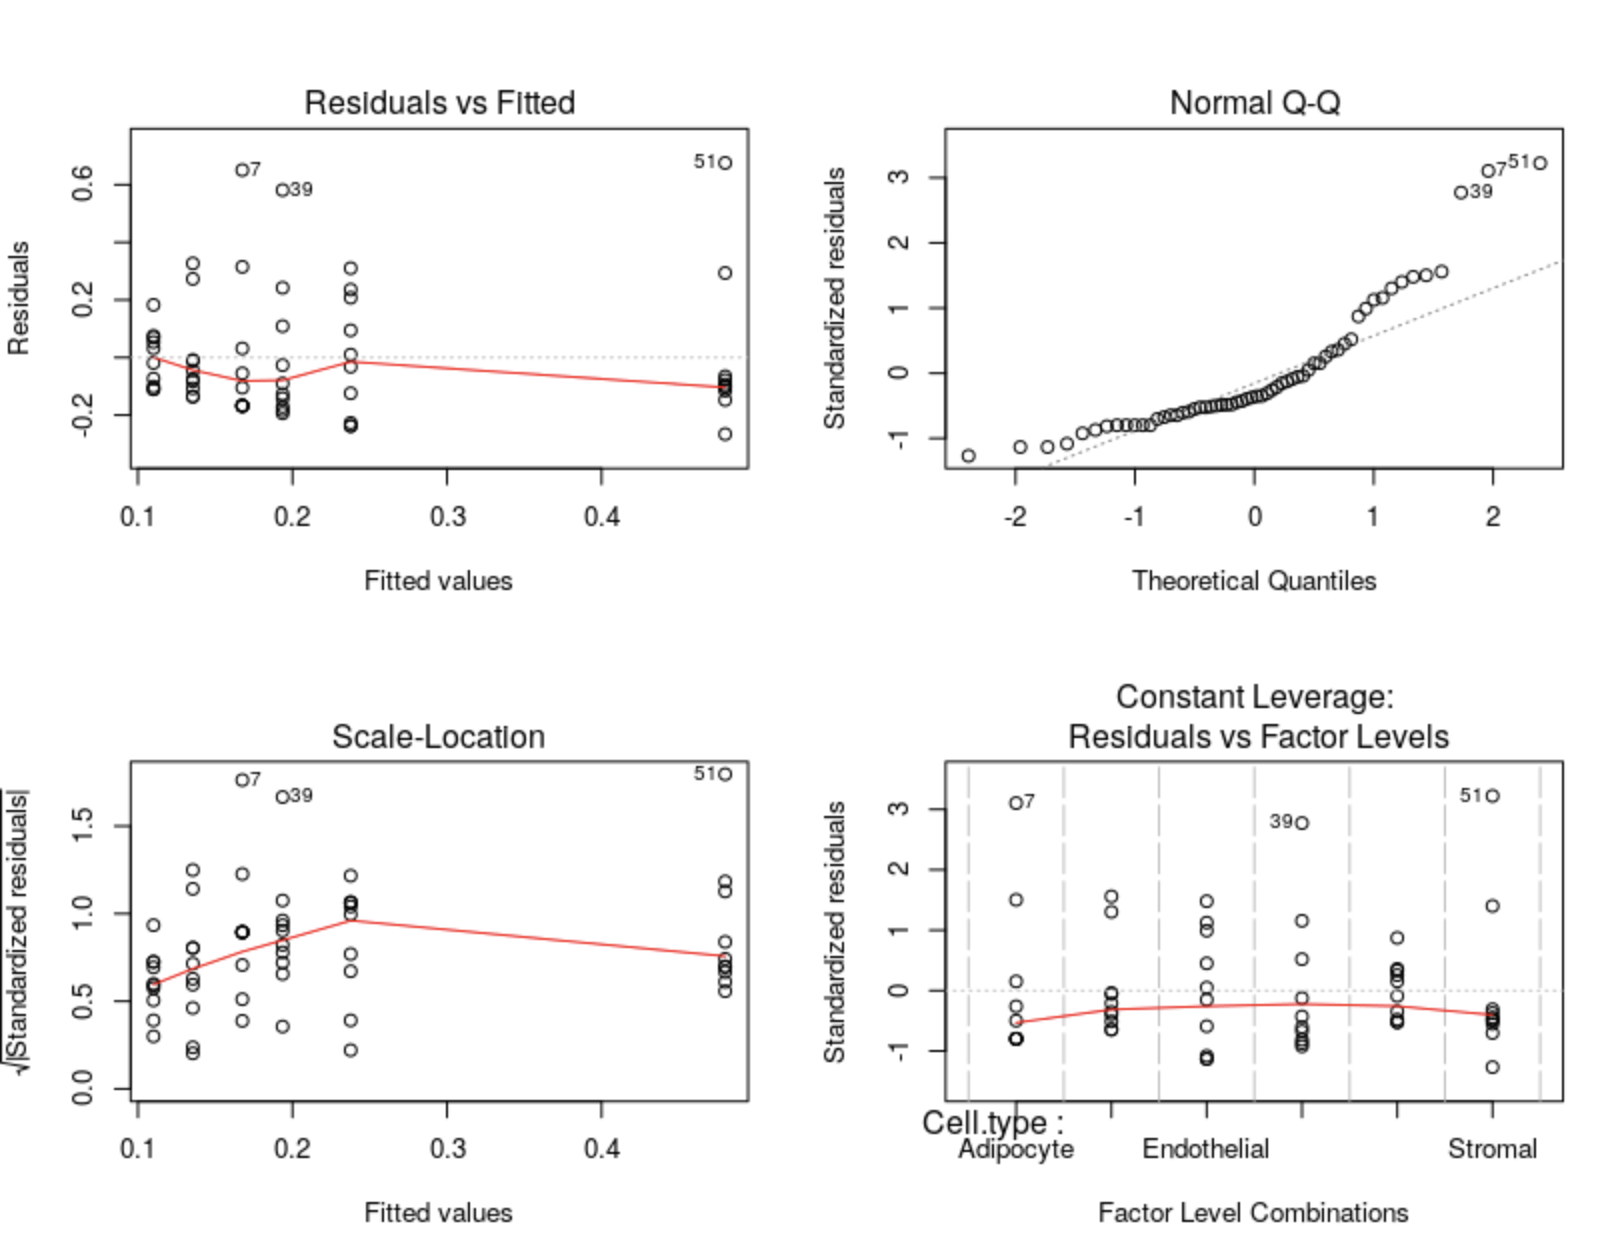 Residuals vs Fitted
Residuals
-0.2 0.2 0.6
7
39
51
0.1 0.2 0.3 0.4
Fitted values
Normal Q-Q
Standardized residuals
-1 0 1 2 3
39
7
51
-2 -1 0 1 2
Theoretical Quantiles
Scale-Location
√|Standardized residuals|
0.0 0.5 1.0 1.5
7
39
51
0.1 0.2 0.3 0.4
Fitted values
Constant Leverage:
Residuals vs Factor Levels
Standardized residuals
-1 0 1 2 3
7
39
51
Cell.type :
Adipocyte Endothelial Stromal
Factor Level Combinations